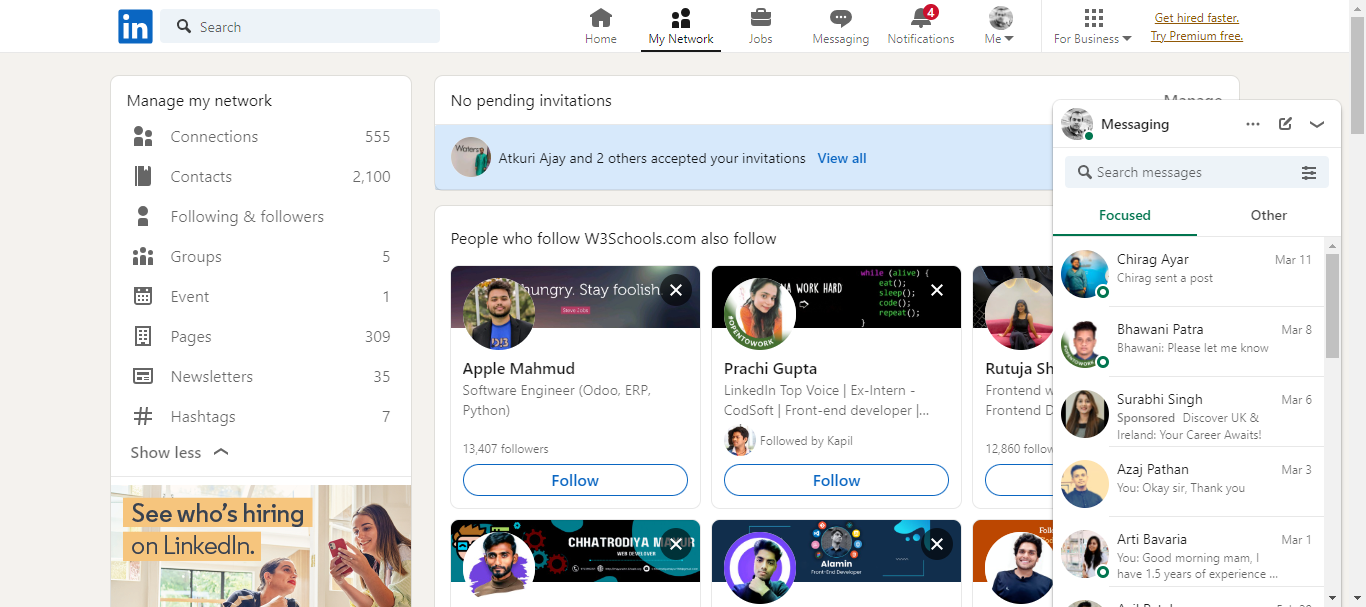 in
Search
Home
My Network
Jobs
Messaging
4
Notifications
Me
For Business
Get hired faster.
Try Premium free.
Manage my network
Connections 555
Contacts 2,100
Following & followers
Groups 5
Event 1
Pages 309
Newsletters 35
Hashtags 7
Show less
See who's hiring
on LinkedIn.
No pending invitations
Manage
Waters
Atkuri Ajay and 2 others accepted your invitations View all
People who follow W3Schools.com also follow
hungry. Stay foolish.
Steve Jobs
Apple Mahmud
Software Engineer (Odoo, ERP,
Python)
13,407 followers
Follow
WORK HARD
while (alive) {
eat();
sleep();
code();
repeat();
}
#OPENTOWORK
Prachi Gupta
LinkedIn Top Voice | Ex-Intern -
CodSoft | Front-end developer |...
Followed by Kapil
Follow
Rutuja Sh
Frontend
Frontend D
12,860
CHHATRODIYA
WEB DEVELOPER
Alamin
Front-End Developer
Messaging
Search messages
Focused
Other
Chirag Ayar Mar 11
Chirag sent a post
Bhawani Patra Mar 8
Bhawani: Please let me know
Surabhi Singh Mar 6
Sponsored Discover UK &
Ireland: Your Career Awaits!
Azaj Pathan Mar 3
You: Okay sir, Thank you
Arti Bavaria Mar 1
You: Good morning mam, I
have 1.5 years of experience ...